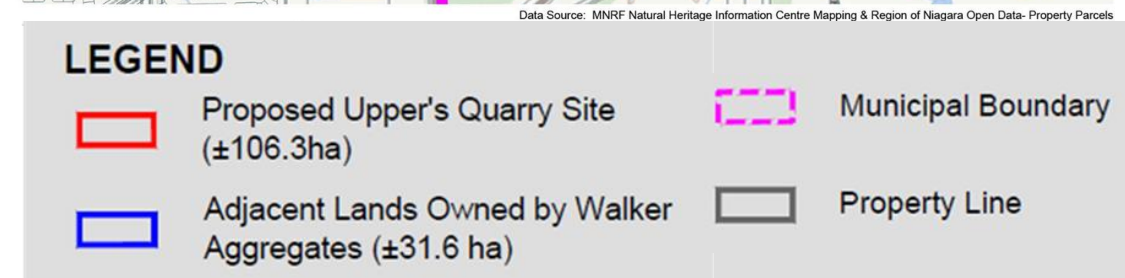 Data Source: MNRF Natural Heritage Information Centre Mapping & Region of Niagara Open Data- Property Parcels
LEGEND
Proposed Upper's Quarry Site
(±106.3ha)
Adjacent Lands Owned by Walker
Aggregates (±31.6 ha)
Municipal Boundary
Property Line